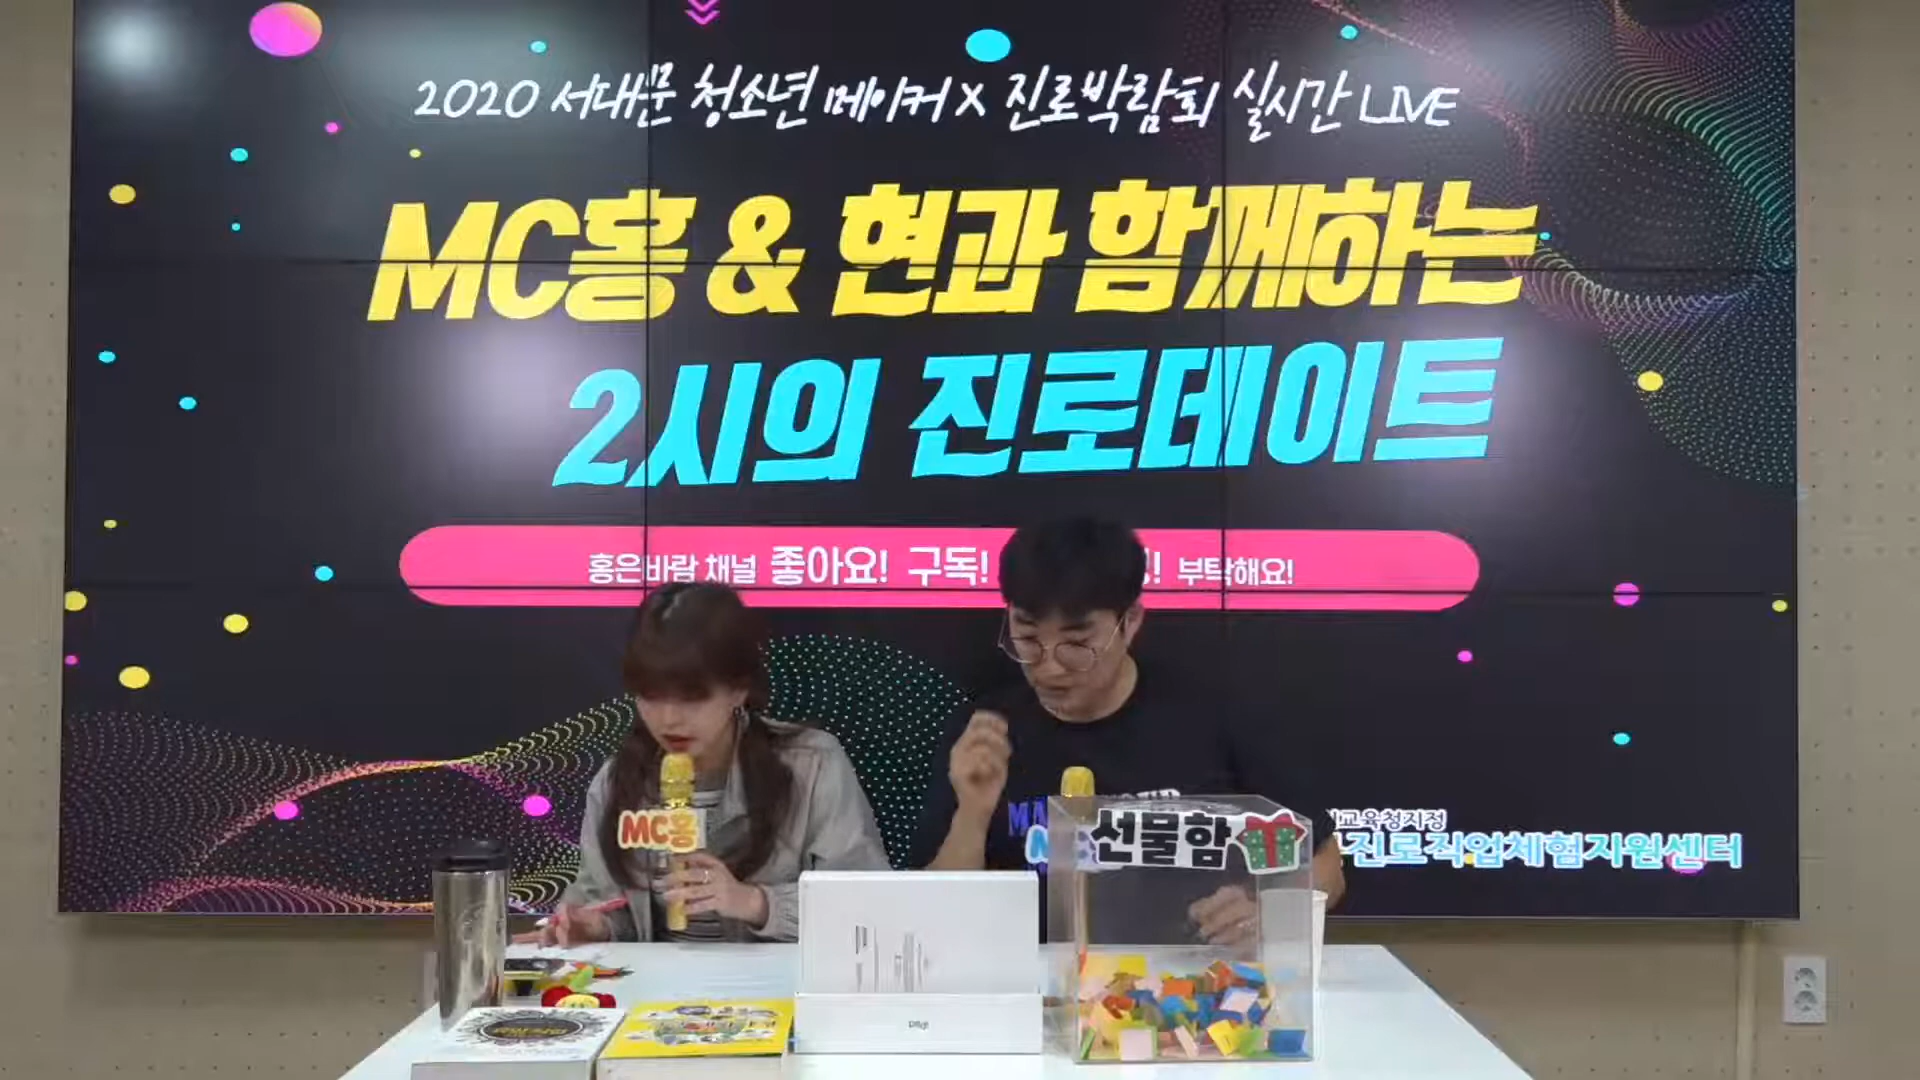 2020 서대문 청소년 메이커 X 진로박람회 실시간 LIVE
MC홍 & 현과 함께하는
2시의 진로데이트
홍은바람 채널 좋아요! 구독! 부탁해요!
MC홍
선물함
교육청지정
진로직업체험지원센터
iPad